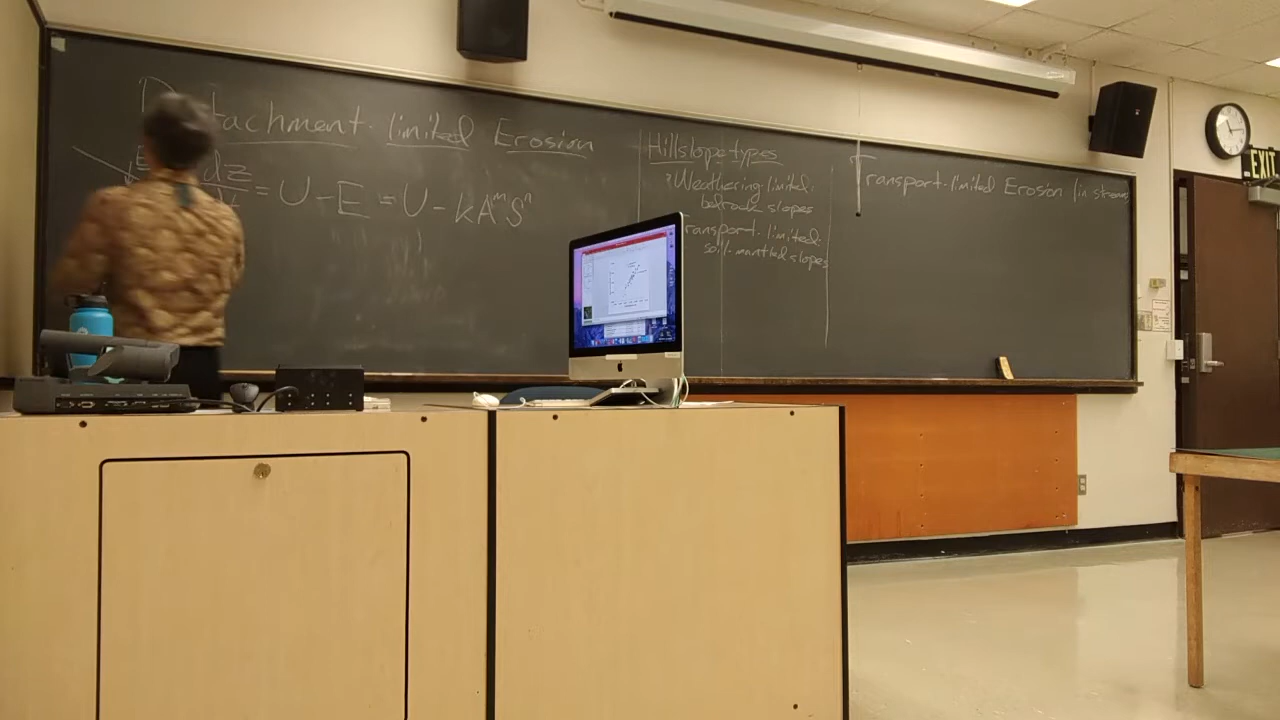 Detachment-limited Erosion
dz = U - E = U - kAᵐSⁿ
Hillslope types
Weathering-limited:
bedrock slopes
Transport-limited:
soil-mantled slopes
Transport-limited Erosion (in streams
EXIT